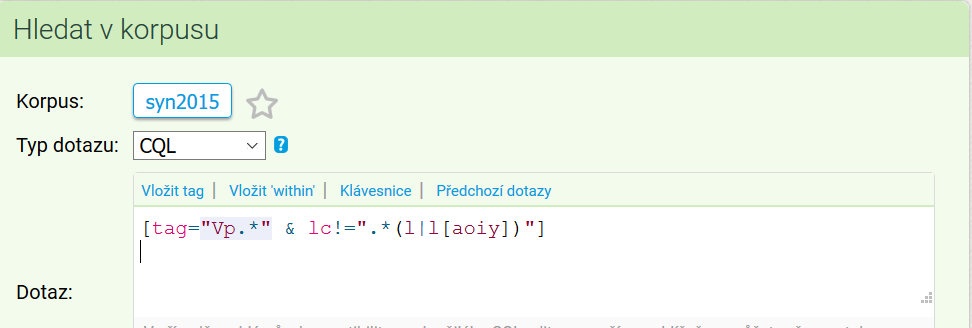 Hledat v korpusu
Korpus: syn2015
Typ dotazu: CQL ?
Vložit tag | Vložit 'within' | Klávesnice | Předchozí dotazy
[tag="Vp.*" & lc!=".*(l|l[aoiy])"]
Dotaz: